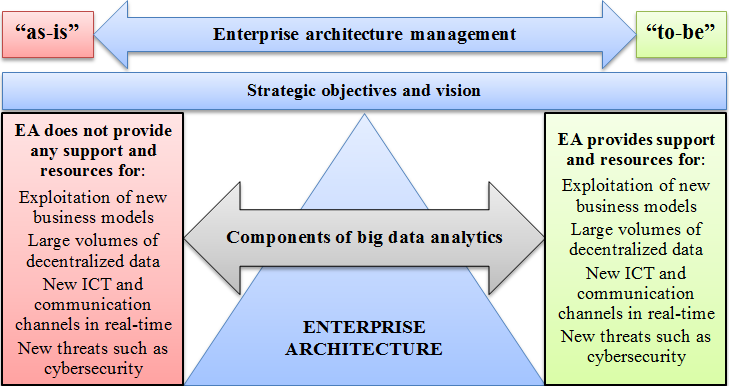 “as-is”
Enterprise architecture management
“to-be”
Strategic objectives and vision
EA does not provide
any support and
resources for:
Exploitation of new
business models
Large volumes of
decentralized data
New ICT and
communication
channels in real-time
New threats such as
cybersecurity
Components of big data analytics
ENTERPRISE
ARCHITECTURE
EA provides support
and resources for:
Exploitation of new
business models
Large volumes of
decentralized data
New ICT and
communication
channels in real-time
New threats such as
cybersecurity